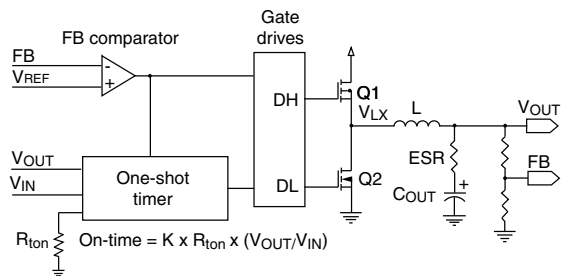 Gate
drives
FB comparator
FB
VREF
-
+
DH
Q1
VLX
L
VOUT
VOUT
VIN
One-shot
timer
DL
Q2
ESR
COUT
+
FB
Rton
On-time = K x Rton x (VOUT/VIN)